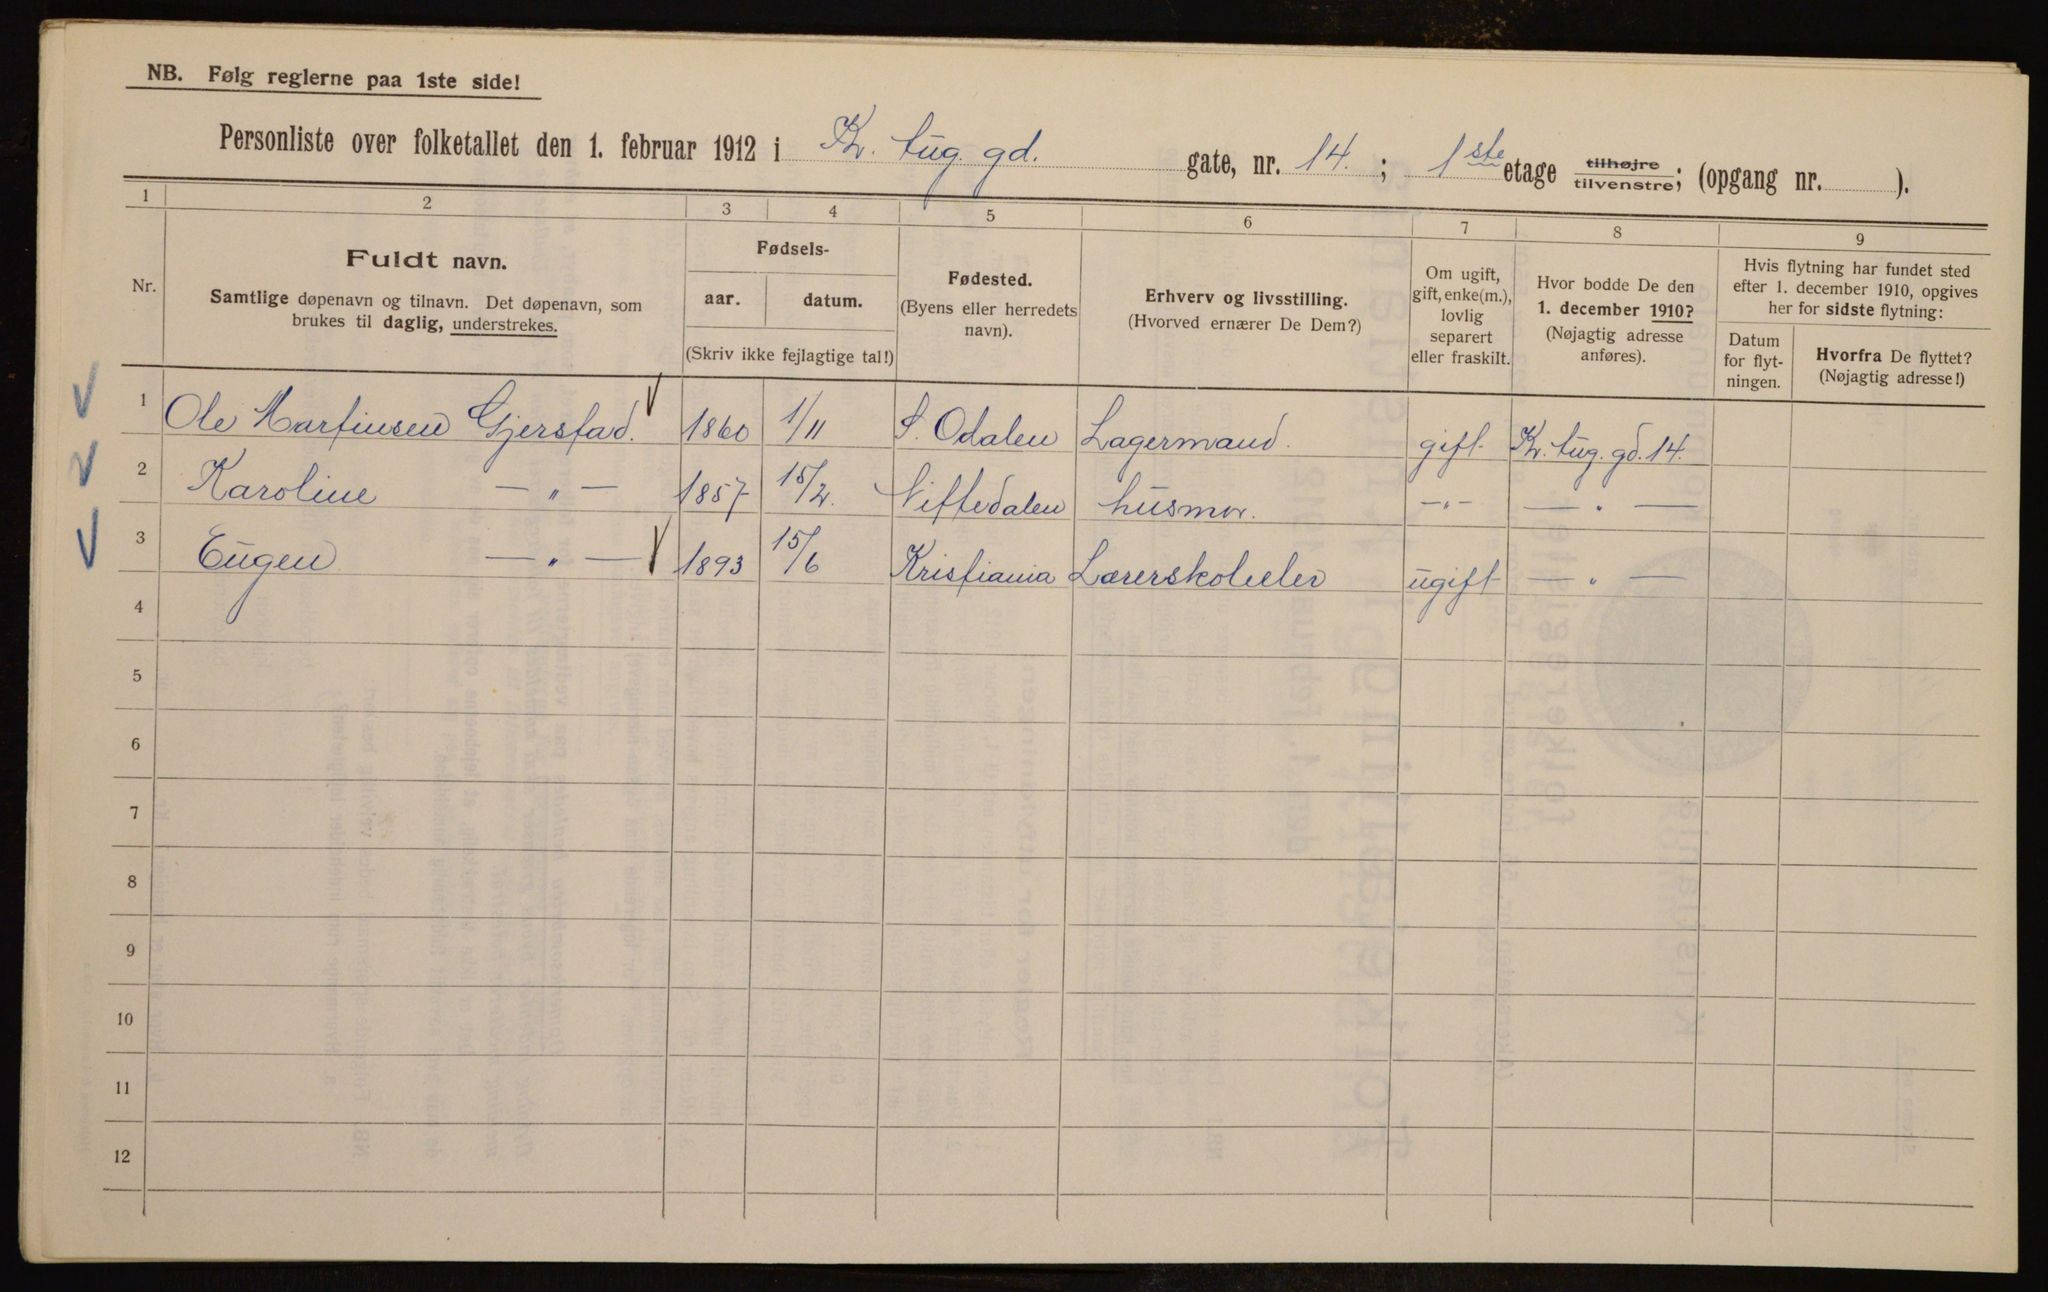 NB. Følg reglerne paa 1ste side!
Personliste over folketallet den 1. februar 1912 i Kr. tug. gd. gate, nr. 14. ; 1ste etage tilhøjre tilvenstre; (opgang nr. ).
1 2 3 4 5 6 7 8 9
Nr.
Fuldt navn.
Samtlige døpenavn og tilnavn. Det døpenavn, som
brukes til daglig, understrekes.
Fødsels-
aar. datum.
(Skriv ikke fejlagtige tal!)
Fødested.
(Byens eller herredets
navn).
Erhverv og livsstilling.
(Hvorved ernærer De Dem?)
Om ugift,
gift, enke(m.),
lovlig
separert
eller fraskilt.
Hvor bodde De den
1. december 1910?
(Nøjagtig adresse
anføres).
Hvis flytning har fundet sted
efter 1. december 1910, opgives
her for sidste flytning:
Datum
for flyt-
ningen.
Hvorfra De flyttet?
(Nøjagtig adresse!)
1 Ole Martinsen Gjerstad. 1860 1/11 S. Odalen Lagermand. gift. Kr. tug. gd. 14.
2 Karoline — „ — 1857 15/2. Nittedalen husmor. — „ — — „ —
3 Eugen — „ — 1893 15/6 Kristiania Lærerskoleelev ugift — „ —
4
5
6
7
8
9
10
11
12